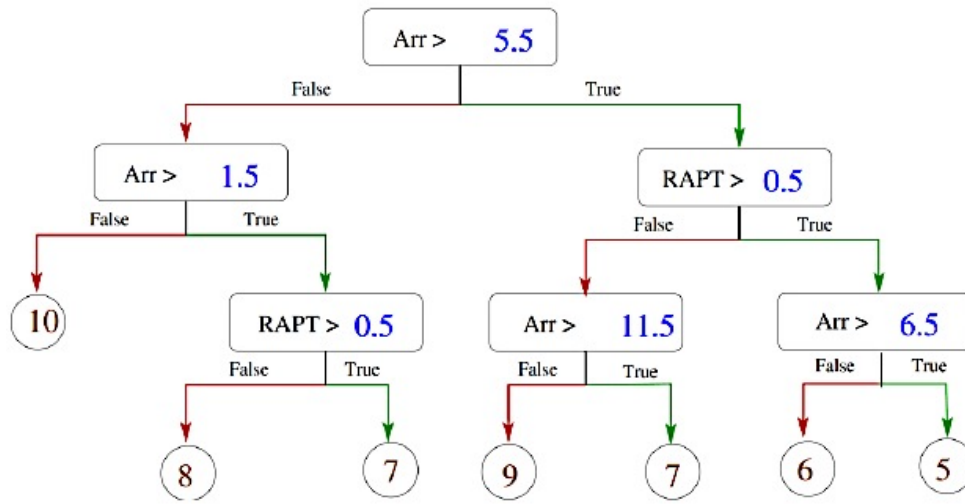 Arr > 5.5
False True
Arr > 1.5 RAPT > 0.5
False True False True
10 RAPT > 0.5 Arr > 11.5 Arr > 6.5
False True False True False True
8 7 9 7 6 5